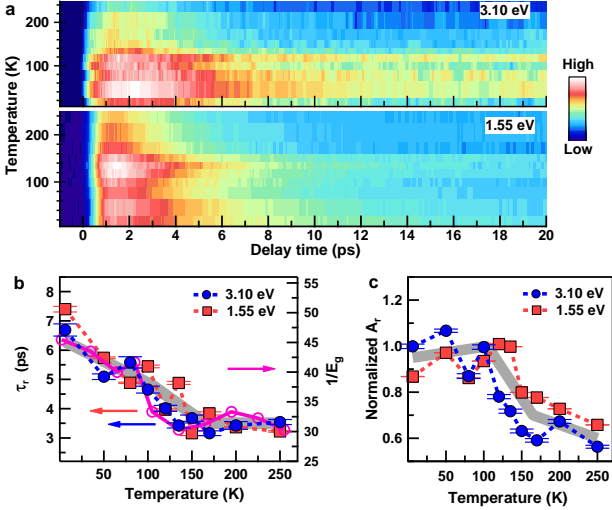 a
3.10 eV
200
100
Temperature (K)
1.55 eV
200
100
0 2 4 6 8 10 12 14 16 18 20
Delay time (ps)
High
Low
b
3.10 eV
1.55 eV
8
7
6
5
4
3
τr (ps)
55
50
45
40
35
30
25
1/Eg
0 50 100 150 200 250
Temperature (K)
c
3.10 eV
1.55 eV
1.2
1.0
0.8
0.6
Normalized Ar
50 100 150 200 250
Temperature (K)